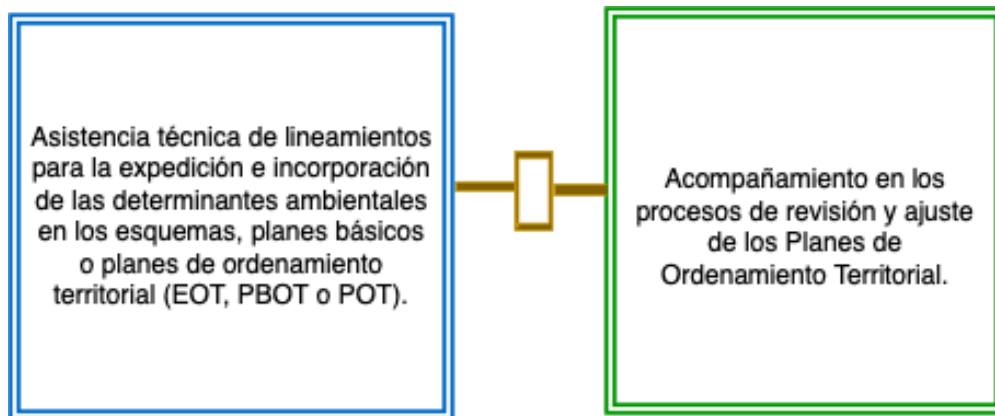 Asistencia técnica de lineamientos
para la expedición e incorporación
de las determinantes ambientales
en los esquemas, planes básicos
o planes de ordenamiento
territorial (EOT, PBOT o POT).
Acompañamiento en los
procesos de revisión y ajuste
de los Planes de
Ordenamiento Territorial.